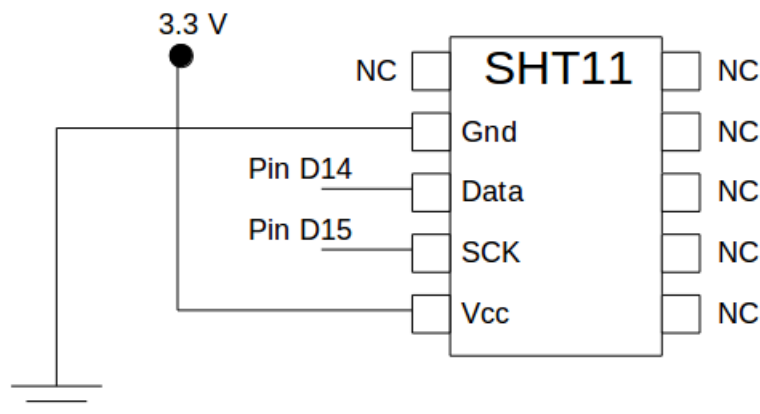 3.3 V
NC SHT11 NC
Gnd NC
Pin D14
Data NC
Pin D15
SCK NC
Vcc NC